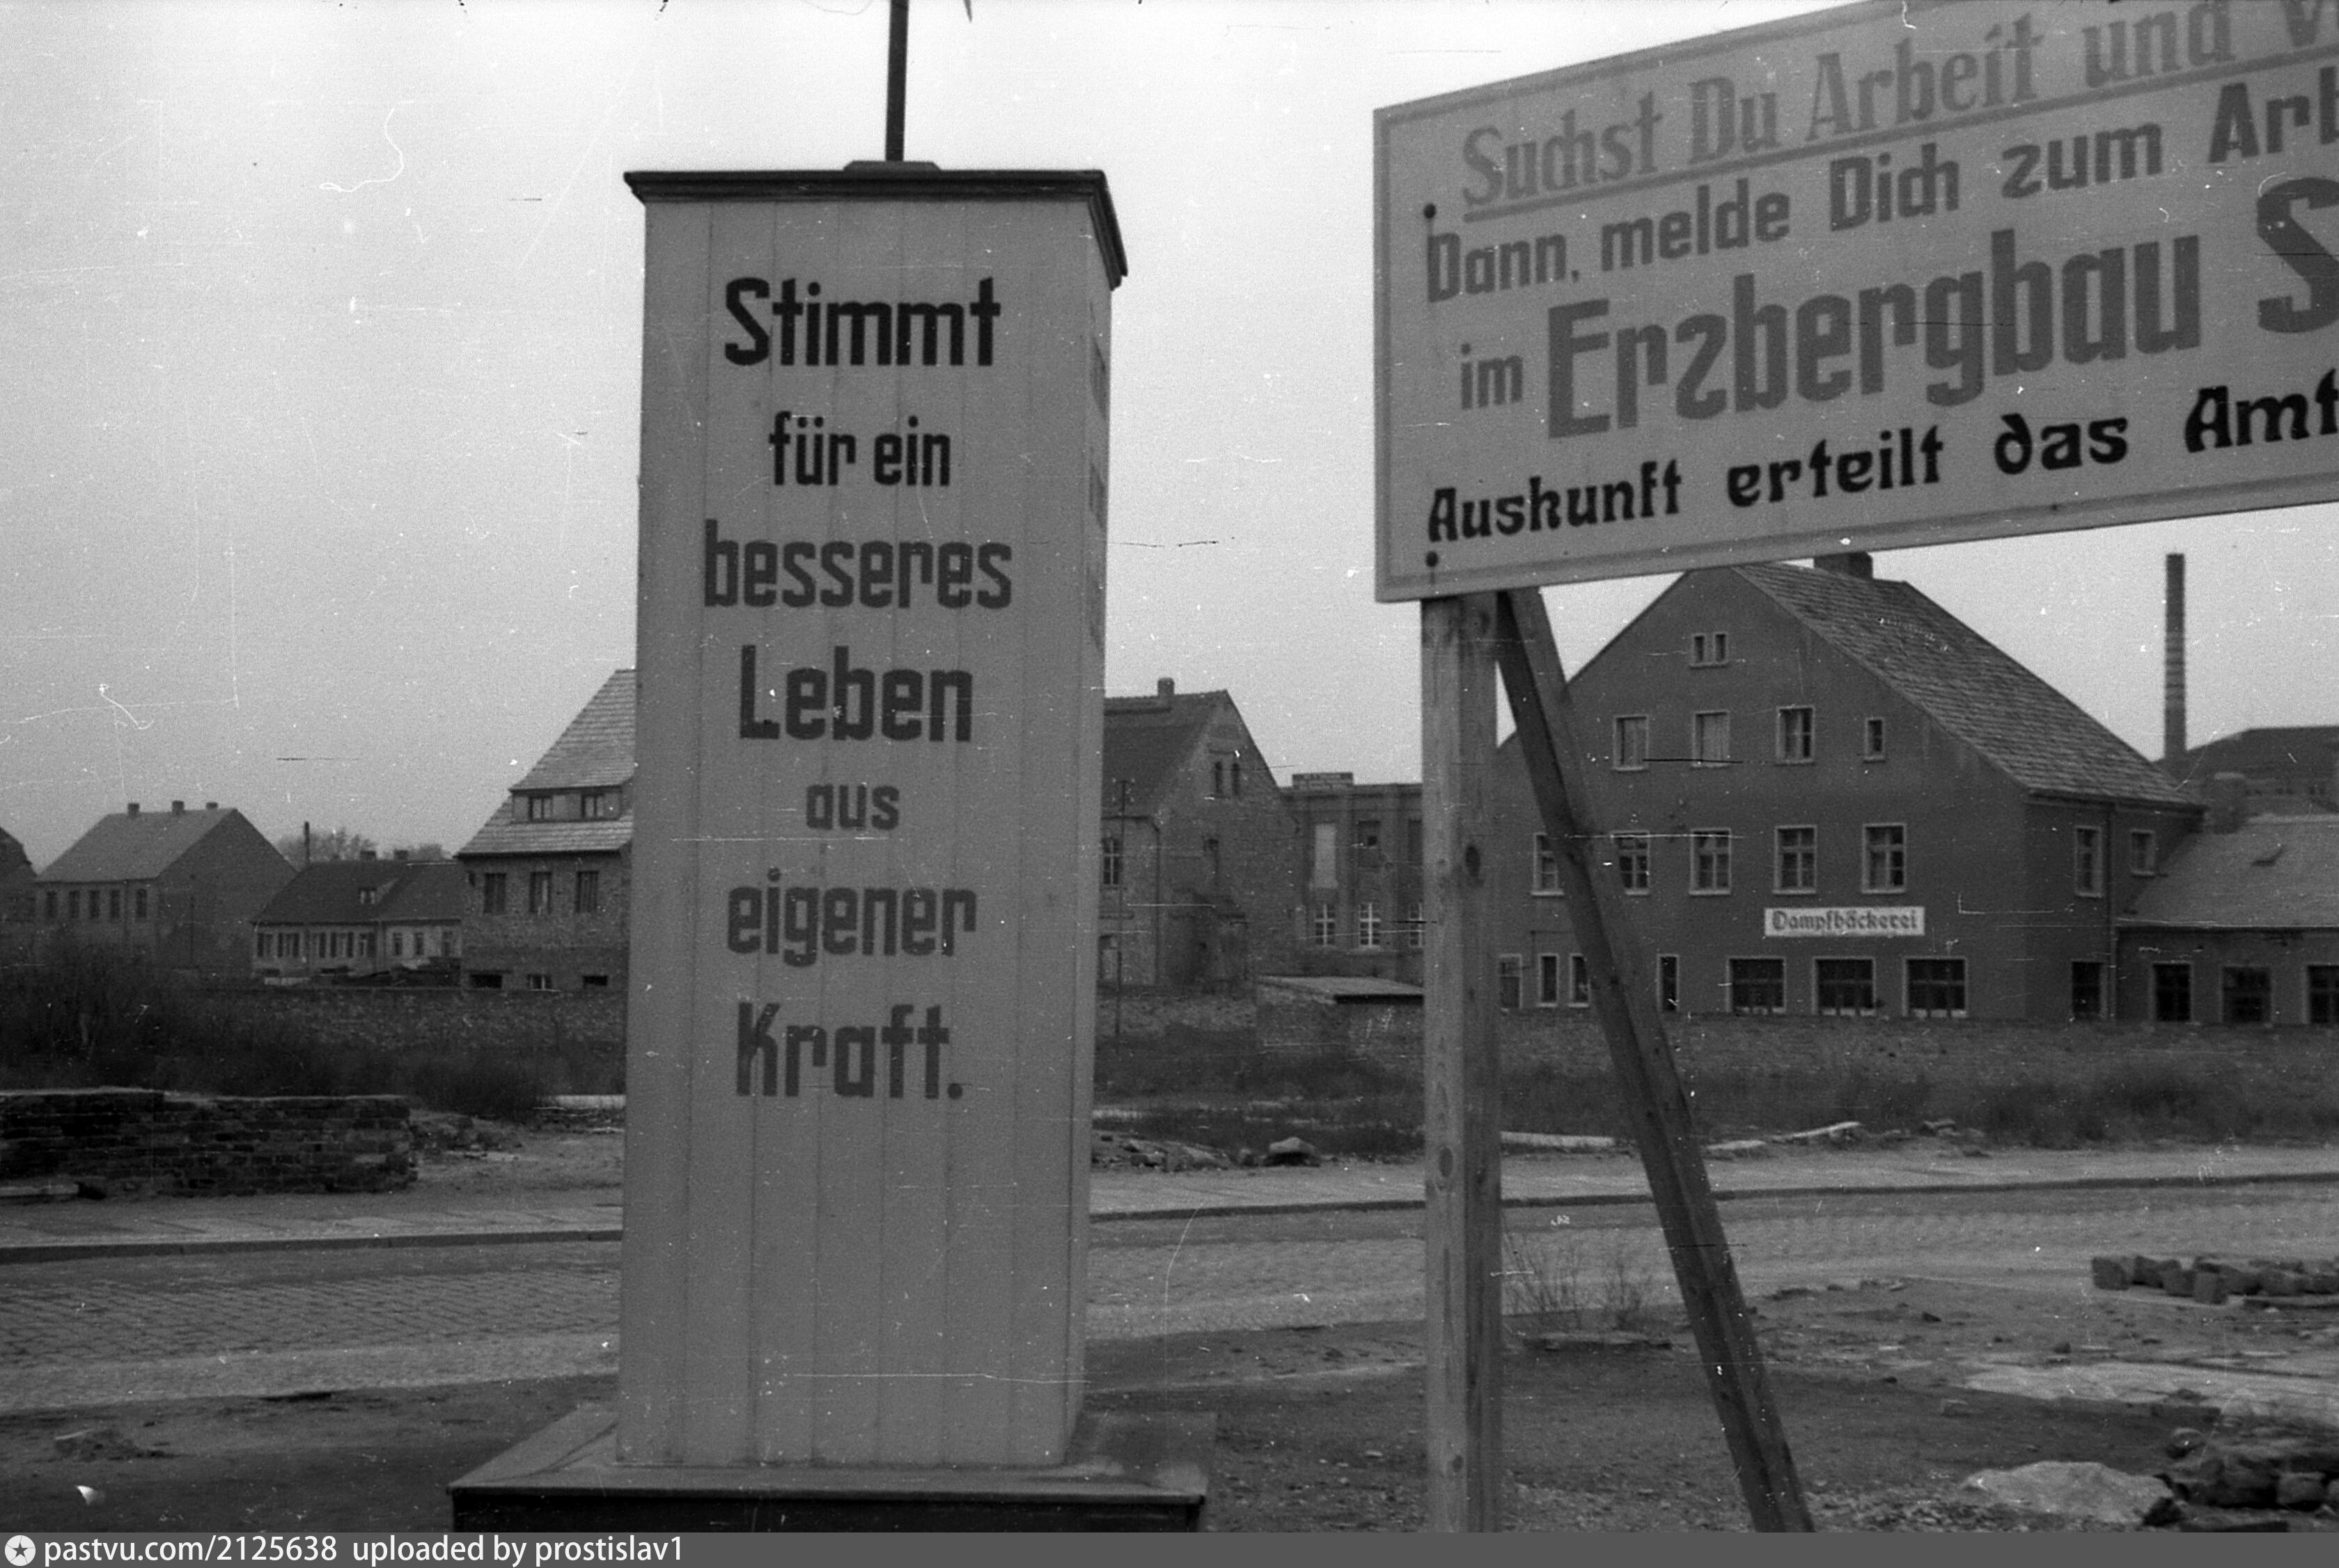 Stimmt
für ein
besseres
Leben
aus
eigener
Kraft.
Suchst Du Arbeit und
Dann, melde Dich zum
im Erzbergbau
Auskunft erteilt das Amt
Dampfbäckerei
pastvu.com/2125638 uploaded by prostislav1